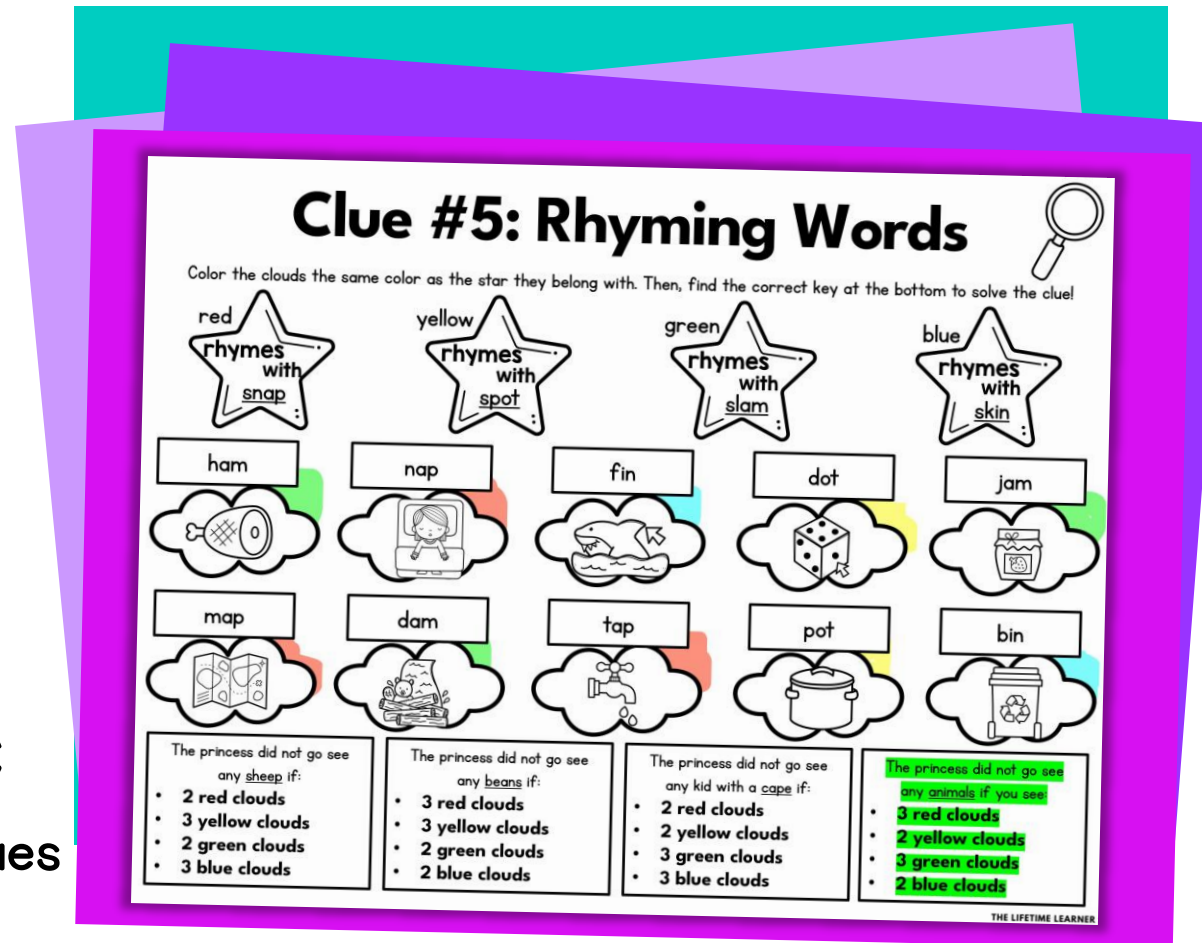 Clue #5: Rhyming Words
Color the clouds the same color as the star they belong with. Then, find the correct key at the bottom to solve the clue!
red
rhymes
with
snap
yellow
rhymes
with
spot
green
rhymes
with
slam
blue
rhymes
with
skin
ham
nap
fin
dot
jam
map
dam
tap
pot
bin
The princess did not go see
any sheep if:
• 2 red clouds
• 3 yellow clouds
• 2 green clouds
• 3 blue clouds
The princess did not go see
any beans if:
• 3 red clouds
• 3 yellow clouds
• 2 green clouds
• 2 blue clouds
The princess did not go see
any kid with a cape if:
• 2 red clouds
• 2 yellow clouds
• 3 green clouds
• 3 blue clouds
The princess did not go see
any animals if you see:
• 3 red clouds
• 2 yellow clouds
• 3 green clouds
• 2 blue clouds
THE LIFETIME LEARNER